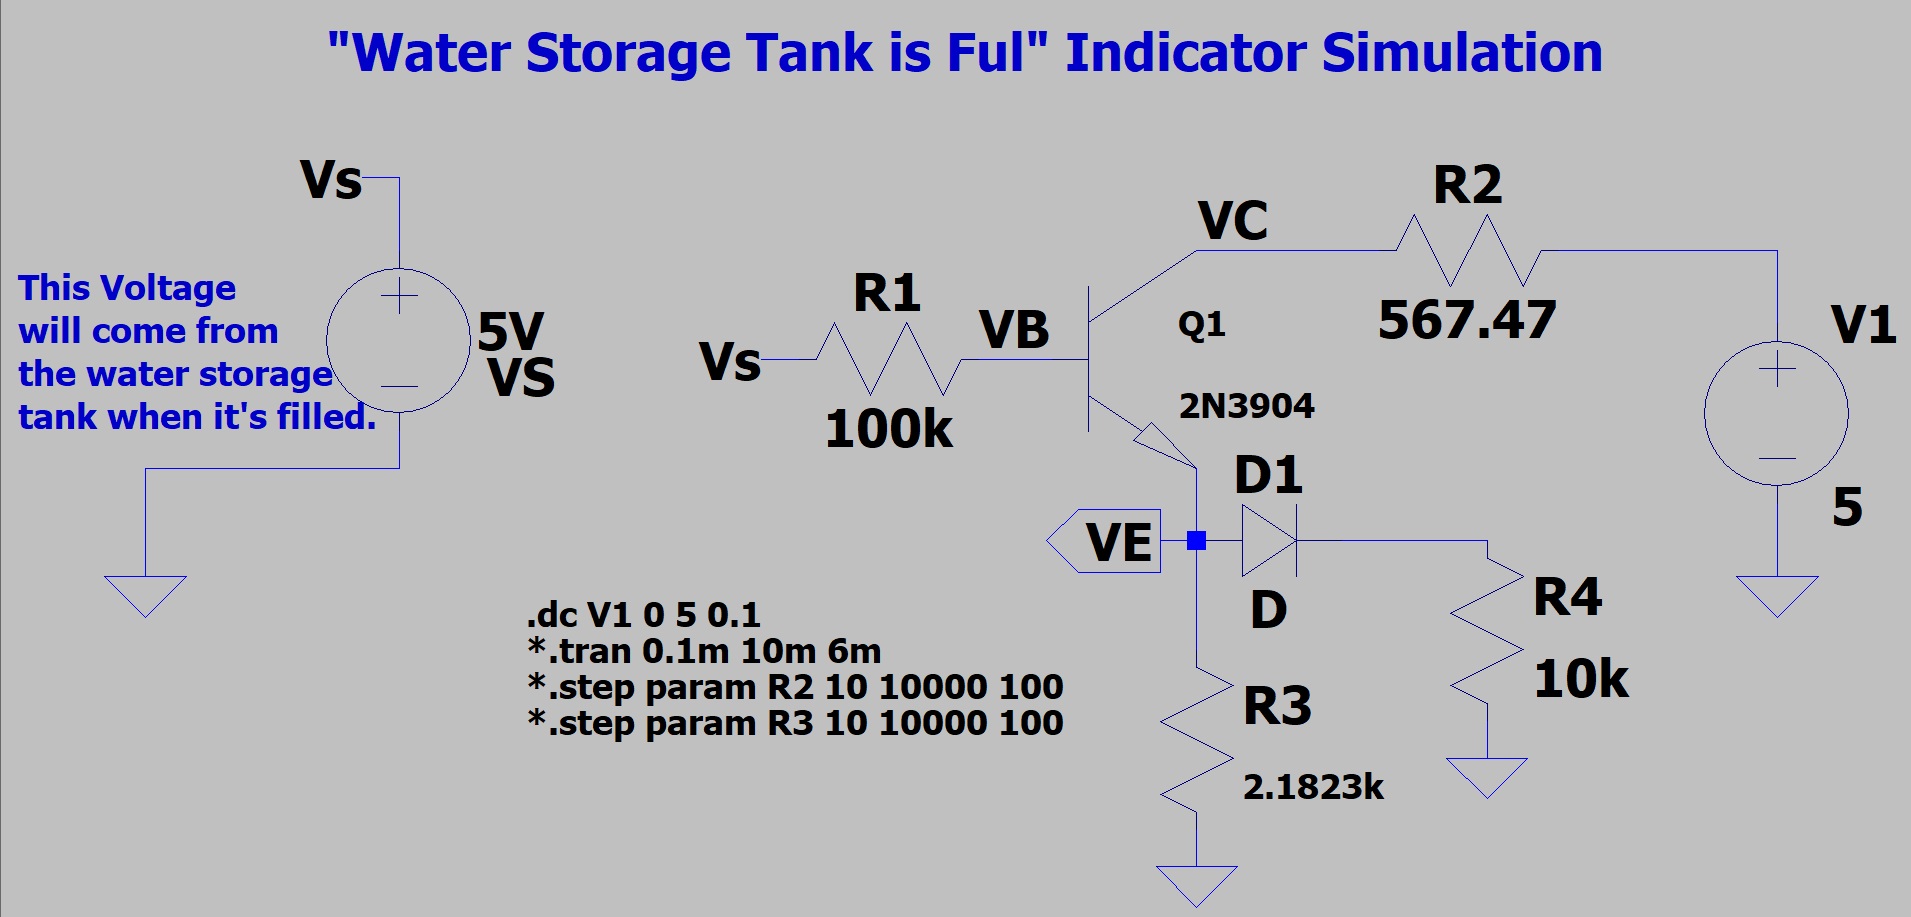 "Water Storage Tank is Ful" Indicator Simulation
Vs
This Voltage
will come from
the water storage
tank when it's filled.
5V
VS
Vs
R1
100k
VB
VC
Q1
2N3904
R2
567.47
V1
5
D1
D
VE
R4
10k
R3
2.1823k
.dc V1 0 5 0.1
*.tran 0.1m 10m 6m
*.step param R2 10 10000 100
*.step param R3 10 10000 100